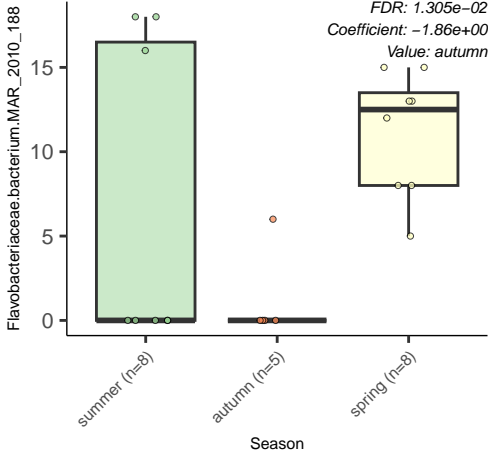 FDR: 1.305e−02
Coefficient: −1.86e+00
Value: autumn
Flavobacteriaceae.bacterium.MAR_2010_188
15
10
5
0
summer (n=8)
autumn (n=5)
spring (n=8)
Season